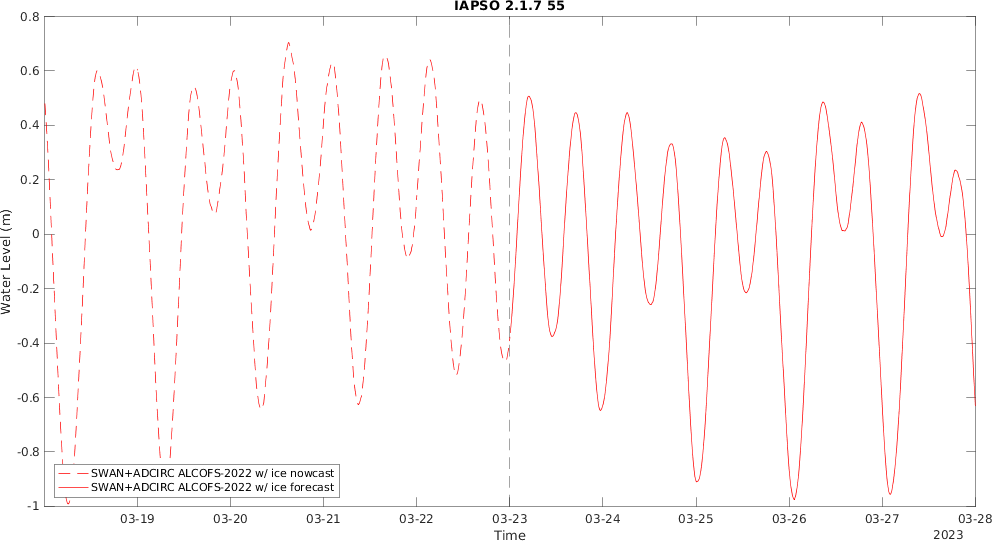 IAPSO 2.1.7 55
0.8
0.6
0.4
0.2
0
-0.2
-0.4
-0.6
-0.8
-1
Water Level (m)
SWAN+ADCIRC ALCOFS-2022 w/ ice nowcast
SWAN+ADCIRC ALCOFS-2022 w/ ice forecast
03-19 03-20 03-21 03-22 03-23 03-24 03-25 03-26 03-27 03-28
Time
2023